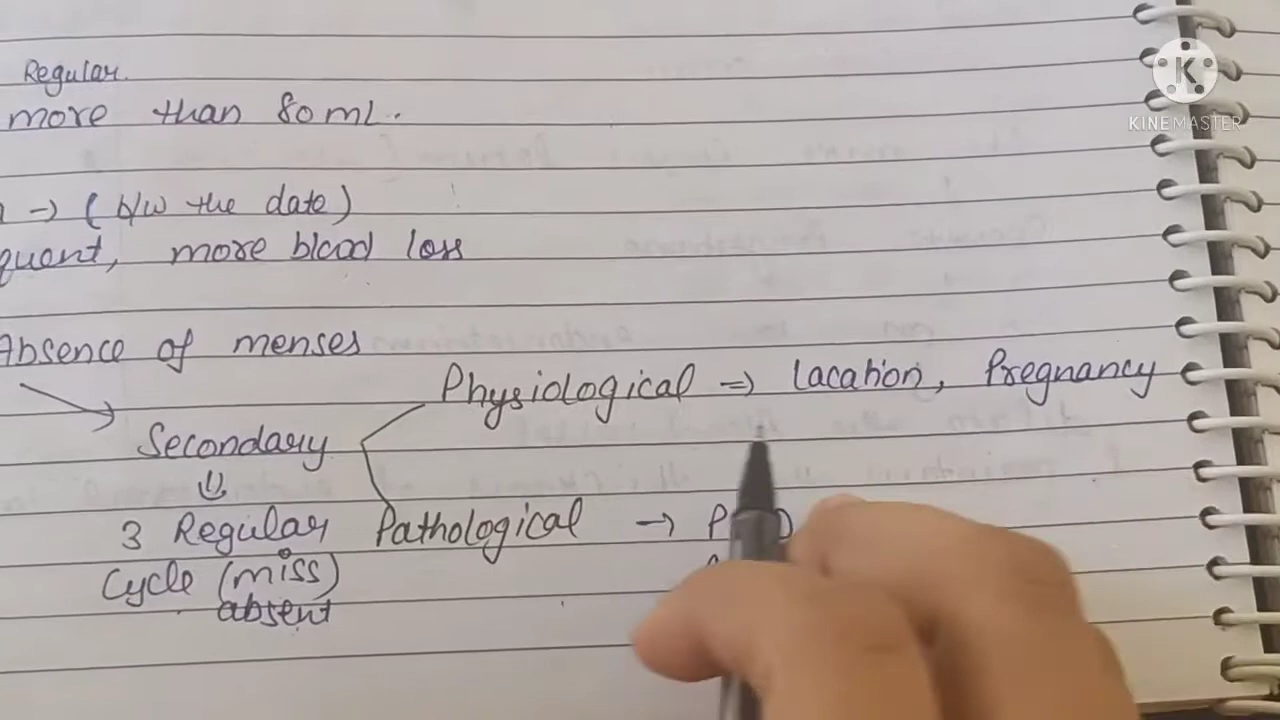 Regular.
more than 80 mL.
→ (b/w the date)
quent, more blood loss
Absence of menses
Physiological ⇒ lacation, Pregnancy
Secondary
3 Regular Pathological →
Cycle (miss)
absent
KINEMASTER